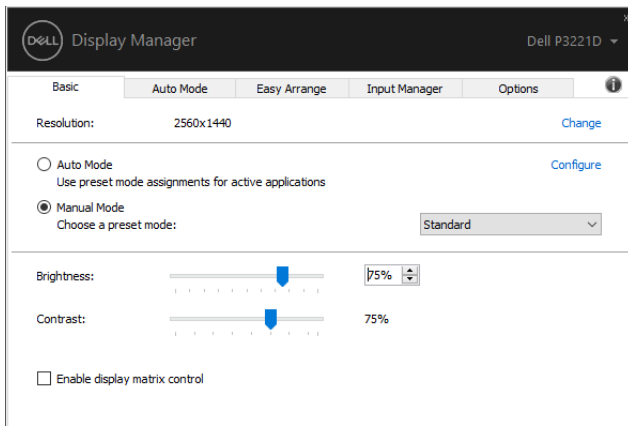 DELL Display Manager
Dell P3221D
Basic Auto Mode Easy Arrange Input Manager Options
Resolution: 2560x1440 Change
Auto Mode Configure
Use preset mode assignments for active applications
Manual Mode
Choose a preset mode: Standard
Brightness: 75%
Contrast: 75%
Enable display matrix control